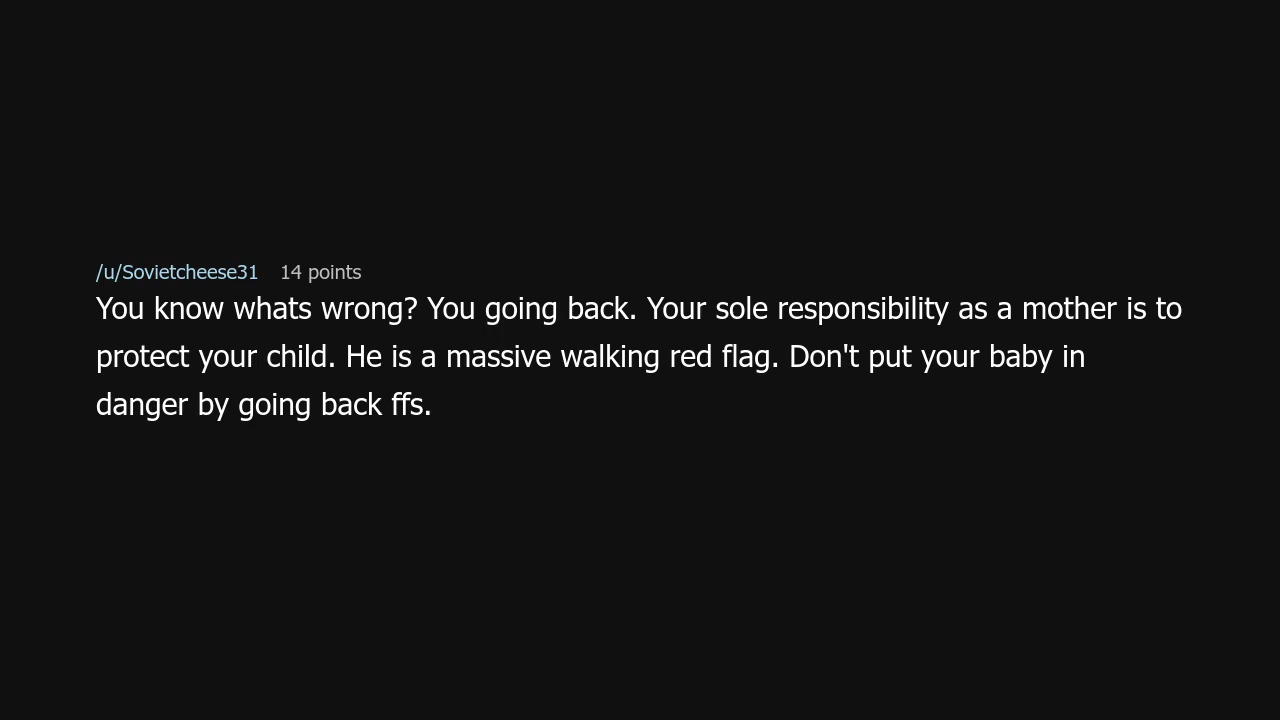 /u/Sovietcheese31 14 points
You know whats wrong? You going back. Your sole responsibility as a mother is to
protect your child. He is a massive walking red flag. Don't put your baby in
danger by going back ffs.